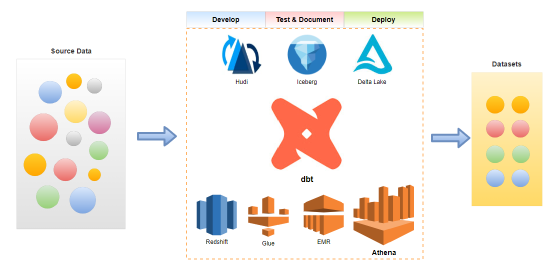 Develop
Test & Document
Deploy
Source Data
Datasets
Hudi
Iceberg
Delta Lake
dbt
Redshift
Glue
EMR
Athena